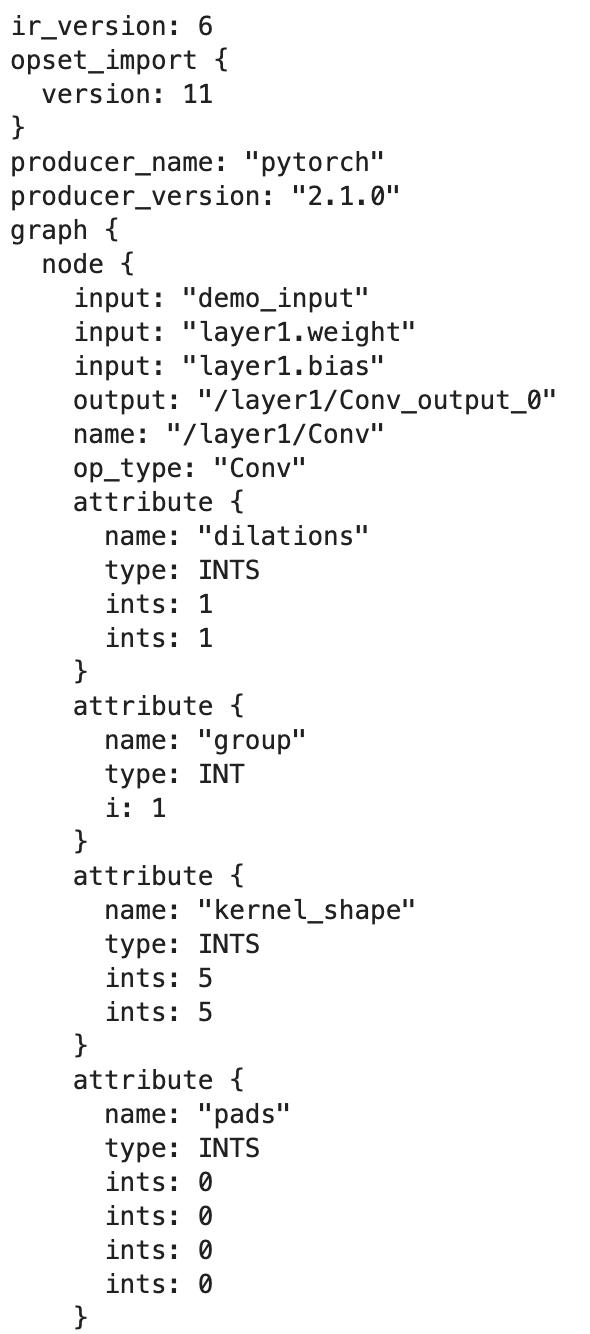 ir_version: 6
opset_import {
  version: 11
}
producer_name: "pytorch"
producer_version: "2.1.0"
graph {
  node {
    input: "demo_input"
    input: "layer1.weight"
    input: "layer1.bias"
    output: "/layer1/Conv_output_0"
    name: "/layer1/Conv"
    op_type: "Conv"
    attribute {
      name: "dilations"
      type: INTS
      ints: 1
      ints: 1
    }
    attribute {
      name: "group"
      type: INT
      i: 1
    }
    attribute {
      name: "kernel_shape"
      type: INTS
      ints: 5
      ints: 5
    }
    attribute {
      name: "pads"
      type: INTS
      ints: 0
      ints: 0
      ints: 0
      ints: 0
    }